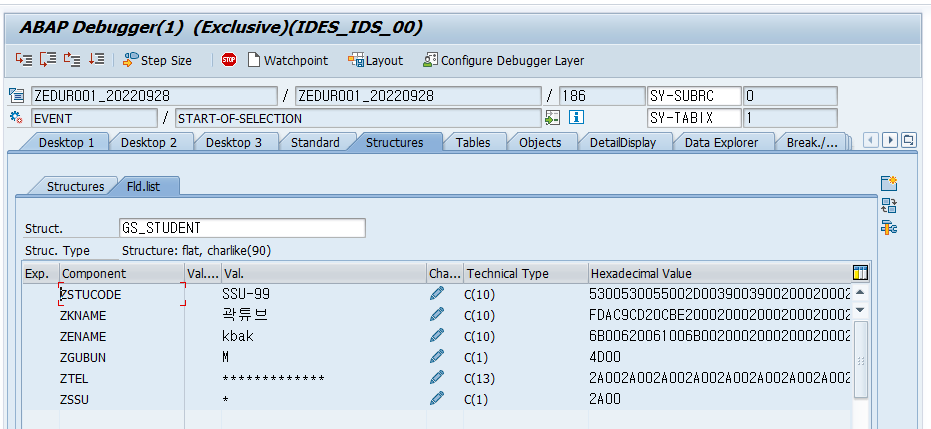 ABAP Debugger(1) (Exclusive)(IDES_IDS_00)
Step Size STOP Watchpoint Layout Configure Debugger Layer
ZEDUR001_20220928 / ZEDUR001_20220928 / 186 SY-SUBRC 0
EVENT / START-OF-SELECTION SY-TABIX 1
Desktop 1 Desktop 2 Desktop 3 Standard Structures Tables Objects DetailDisplay Data Explorer Break./...
Structures Fld.list
Struct. GS_STUDENT
Struc. Type Structure: flat, charlike(90)
Exp. Component Val.... Val. Cha... Technical Type Hexadecimal Value
ZSTUCODE SSU-99 C(10) 5300530055002D00390039002000200002
ZKNAME 곽튜브 C(10) FDAC9CD20CBE2000200020002000200002
ZENAME kbak C(10) 6B00620061006B00200020002000200002
ZGUBUN M C(1) 4D00
ZTEL ************* C(13) 2A002A002A002A002A002A002A002A002
ZSSU * C(1) 2A00